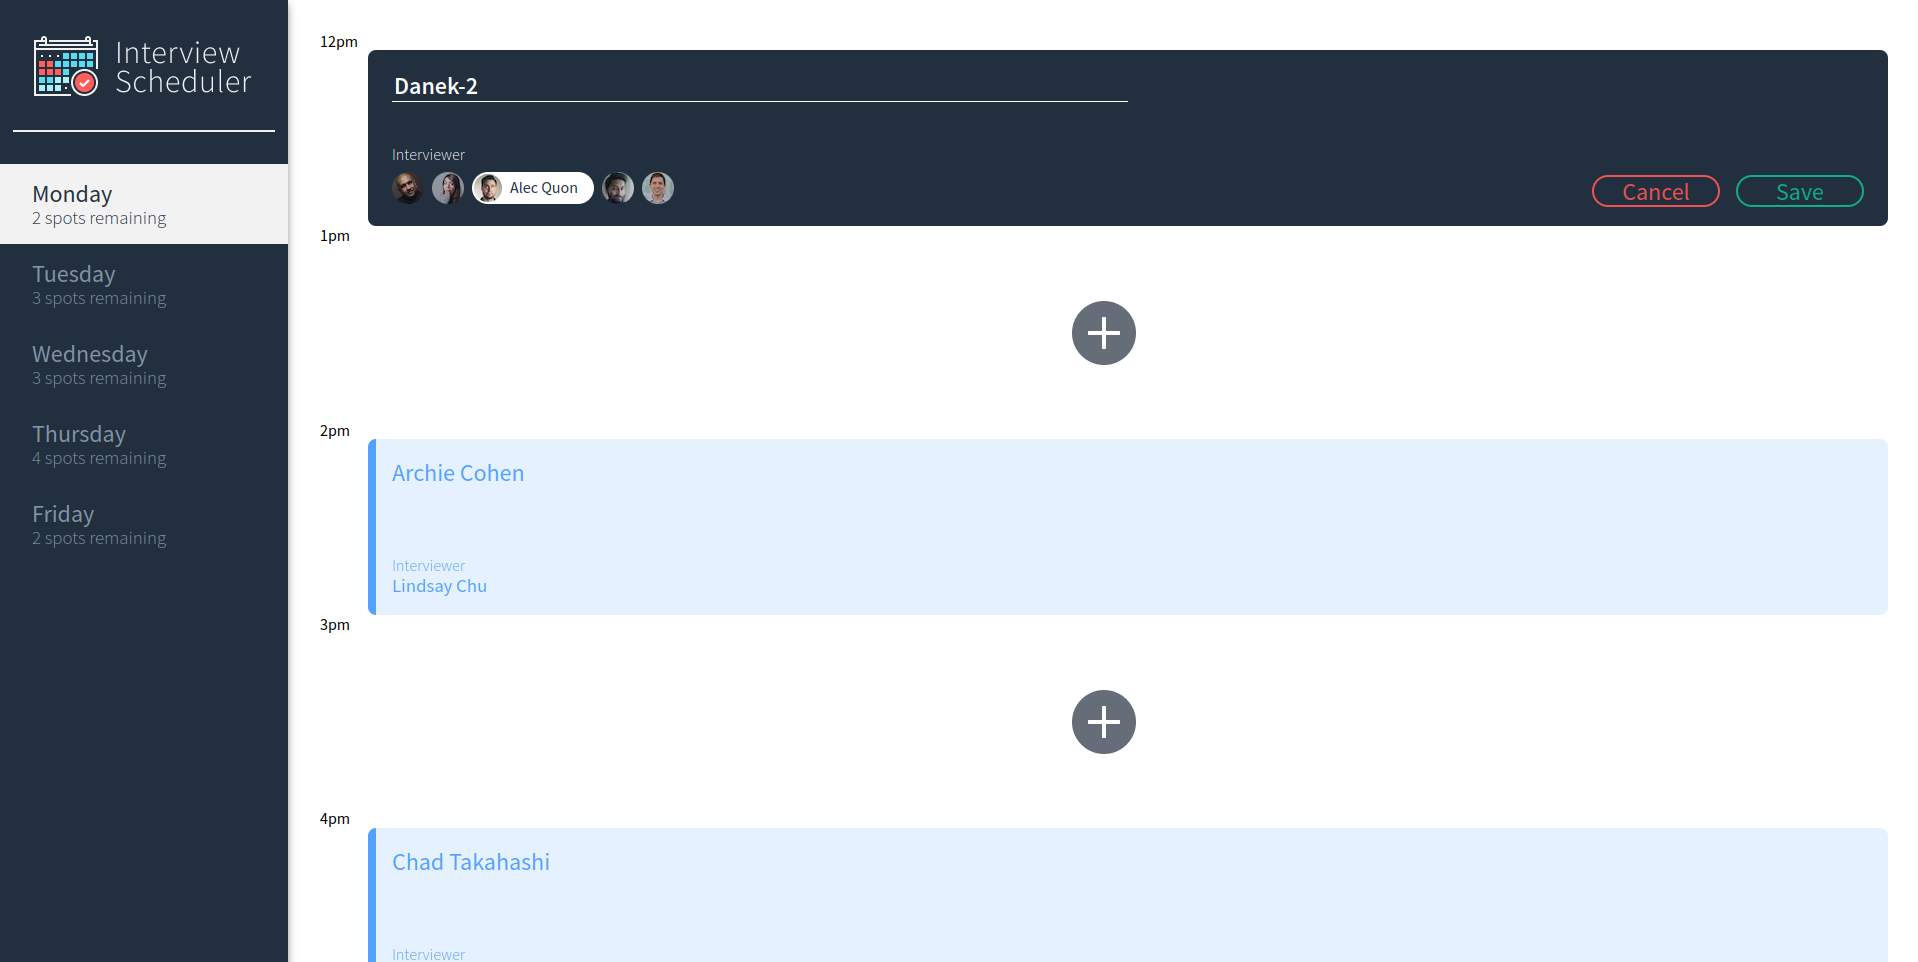 Interview
Scheduler
Monday
2 spots remaining
Tuesday
3 spots remaining
Wednesday
3 spots remaining
Thursday
4 spots remaining
Friday
2 spots remaining
12pm
Danek-2
Interviewer
Alec Quon
Cancel
Save
1pm
2pm
Archie Cohen
Interviewer
Lindsay Chu
3pm
4pm
Chad Takahashi
Interviewer